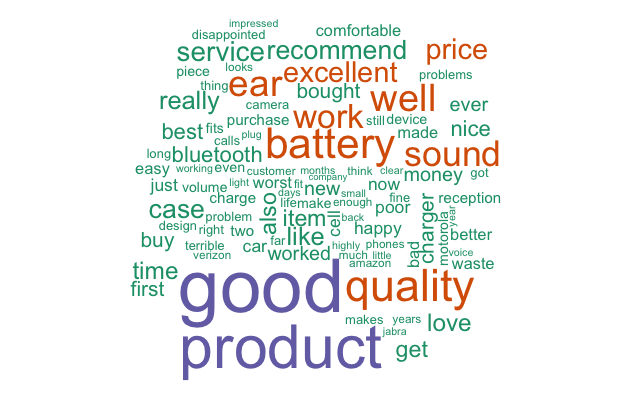 impressed
disappointed
comfortable
service
recommend
price
piece
looks
excellent
problems
thing
ear
bought
really
camera
well
ever
purchase
work
still
device
best
fits
calls
plug
battery
made
nice
long
bluetooth
sound
easy
working
even
customer
months
think
clear
money
got
just
volume
light
worst
fit
company
new
now
days
small
fine
reception
case
charge
also
life
make
enough
poor
charger
year
design
problem
item
cell
back
happy
motorola
better
buy
right
two
like
terrible
car
far
worked
highly
phones
bad
voice
verizon
much
little
time
amazon
waste
first
good
quality
makes
years
love
product
jabra
get